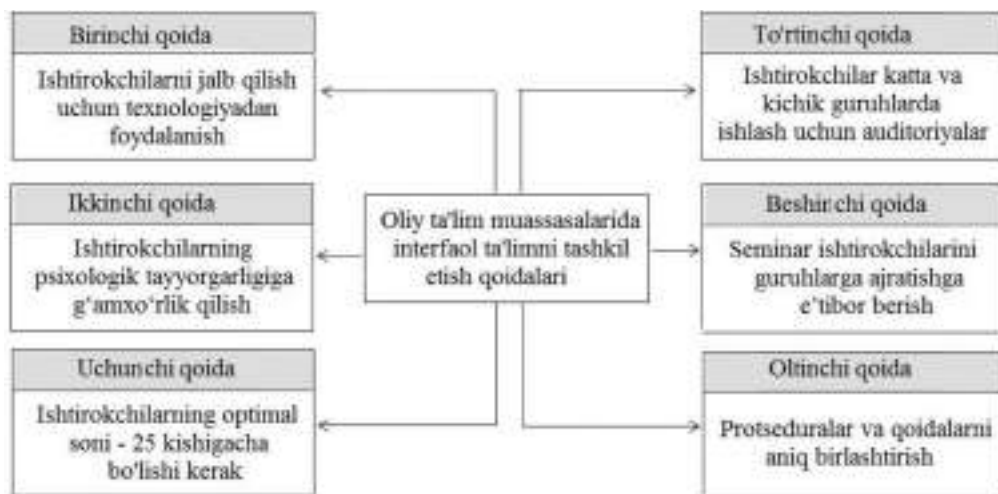 Birinchi qoida
Ishtirokchilarni jalb qilish
uchun texnologiyadan
foydalanish
Ikkinchi qoida
Ishtirokchilarning
psixologik tayyorgarligiga
g‘amxo‘rlik qilish
Uchunchi qoida
Ishtirokchilarning optimal
soni - 25 kishigacha
bo'lishi kerak
Oliy ta'lim muassasalarida
interfaol ta'limni tashkil
etish qoidalari
To'rtinchi qoida
Ishtirokchilar katta va
kichik guruhlarda
ishlash uchun auditoriyalar
Beshinchi qoida
Seminar ishtirokchilarini
guruhlarga ajratishga
e’tibor berish
Oltinchi qoida
Protseduralar va qoidalarni
aniq birlashtirish